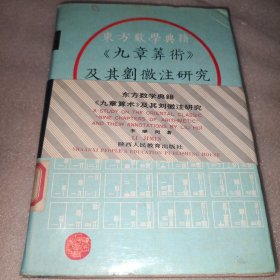 東方數學典籍
《九章算術》
及其劉徽注研究
东方数学典籍
《九章算术》及其刘徽注研究
A STUDY ON THE ORIENTAL CLASSIC
NINE CHAPTERS OF ARITHMETIC
AND THEIR ANNOTATIONS BY LIU HUI
李继闵 著
LI JIMIN
陕西人民教育出版社
SHAANXI PEOPLE'S EDUCATION PUBLISHING HOUSE